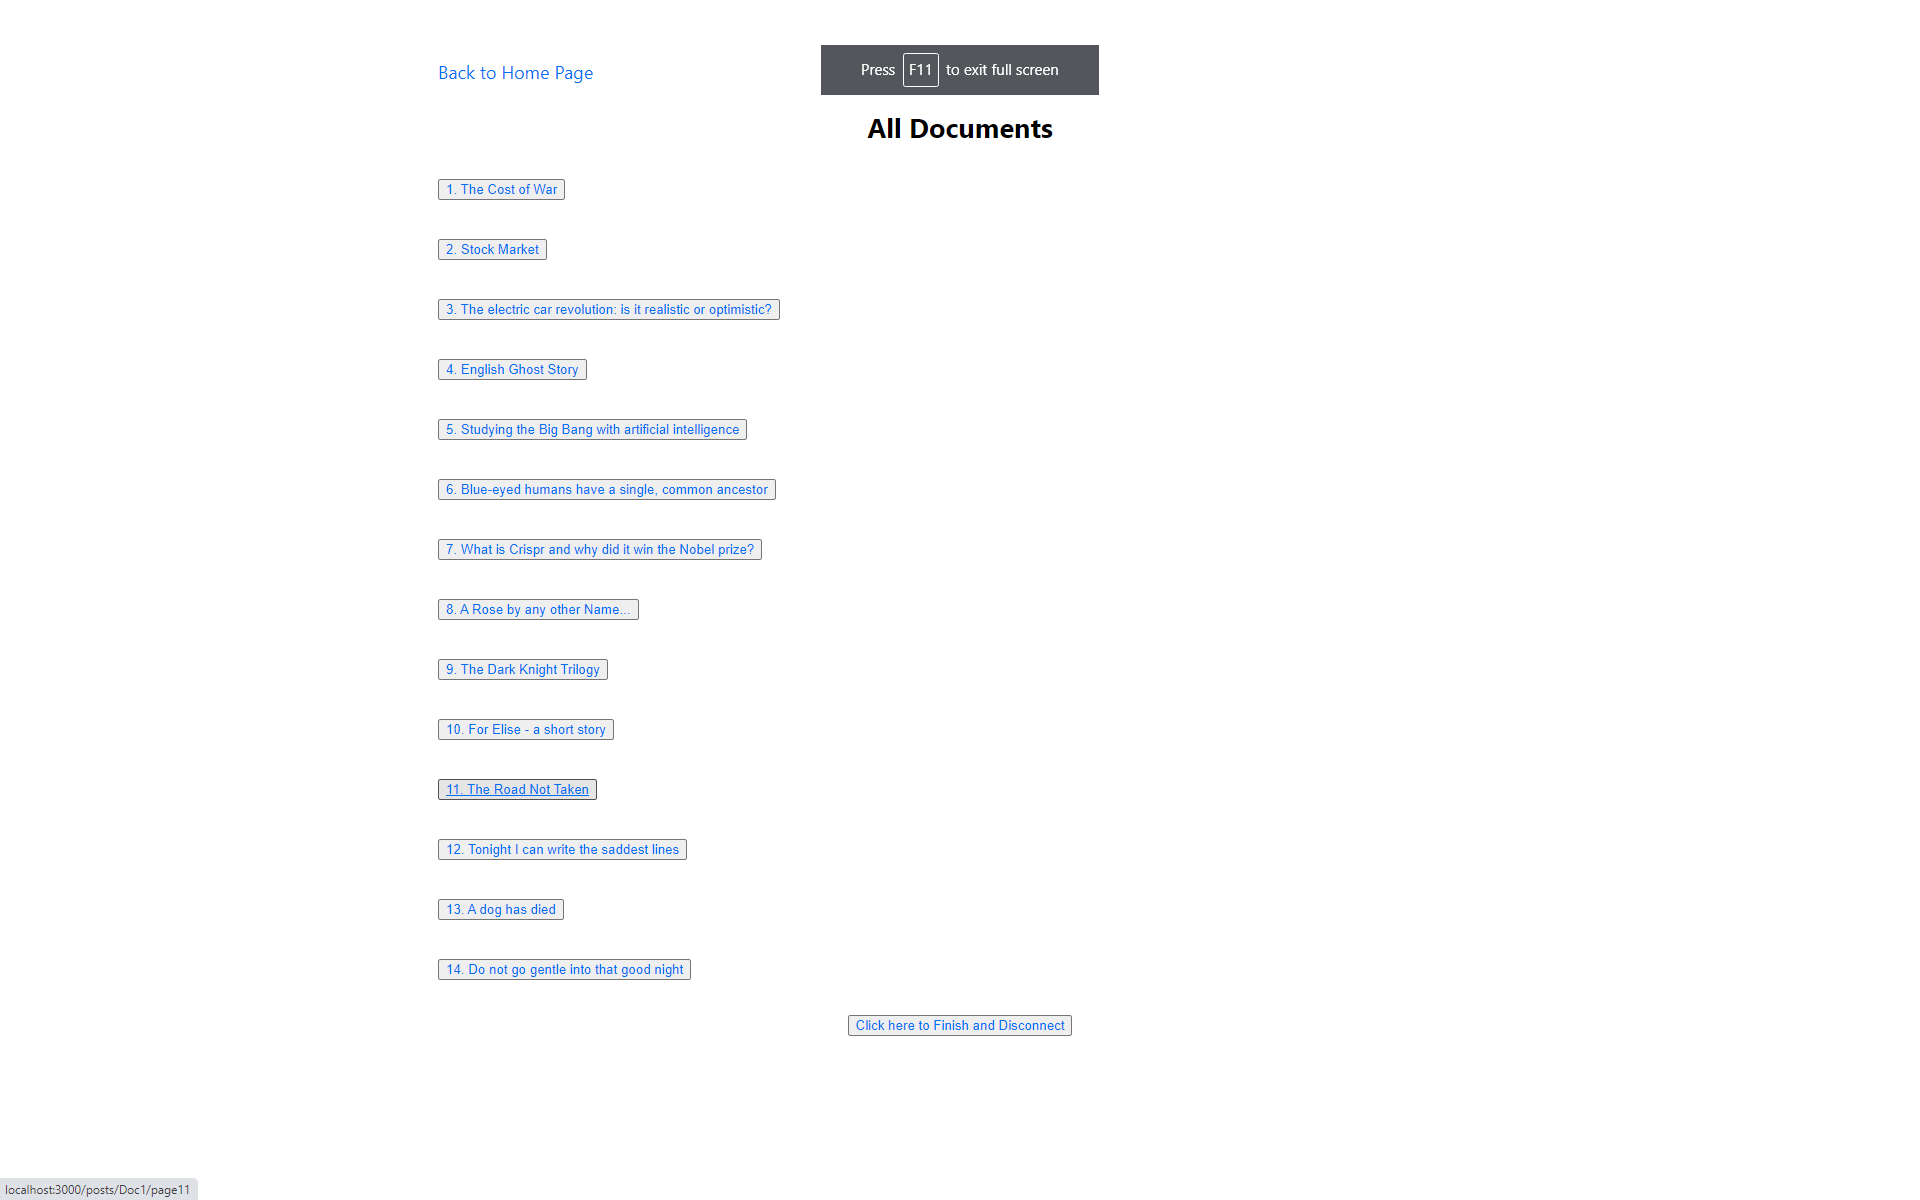 Back to Home Page
Press F11 to exit full screen
All Documents
1. The Cost of War
2. Stock Market
3. The electric car revolution: is it realistic or optimistic?
4. English Ghost Story
5. Studying the Big Bang with artificial intelligence
6. Blue-eyed humans have a single, common ancestor
7. What is Crispr and why did it win the Nobel prize?
8. A Rose by any other Name...
9. The Dark Knight Trilogy
10. For Elise - a short story
11. The Road Not Taken
12. Tonight I can write the saddest lines
13. A dog has died
14. Do not go gentle into that good night
Click here to Finish and Disconnect
localhost:3000/posts/Doc1/page11